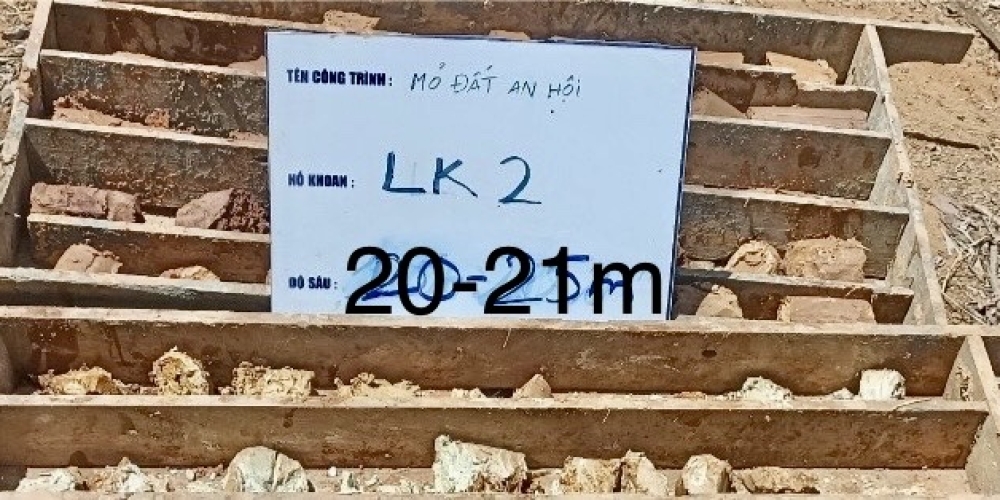 TÊN CÔNG TRÌNH : MỎ ĐẤT AN HỘI
HỐ KHOAN : LK 2
ĐỘ SÂU : 20-21m